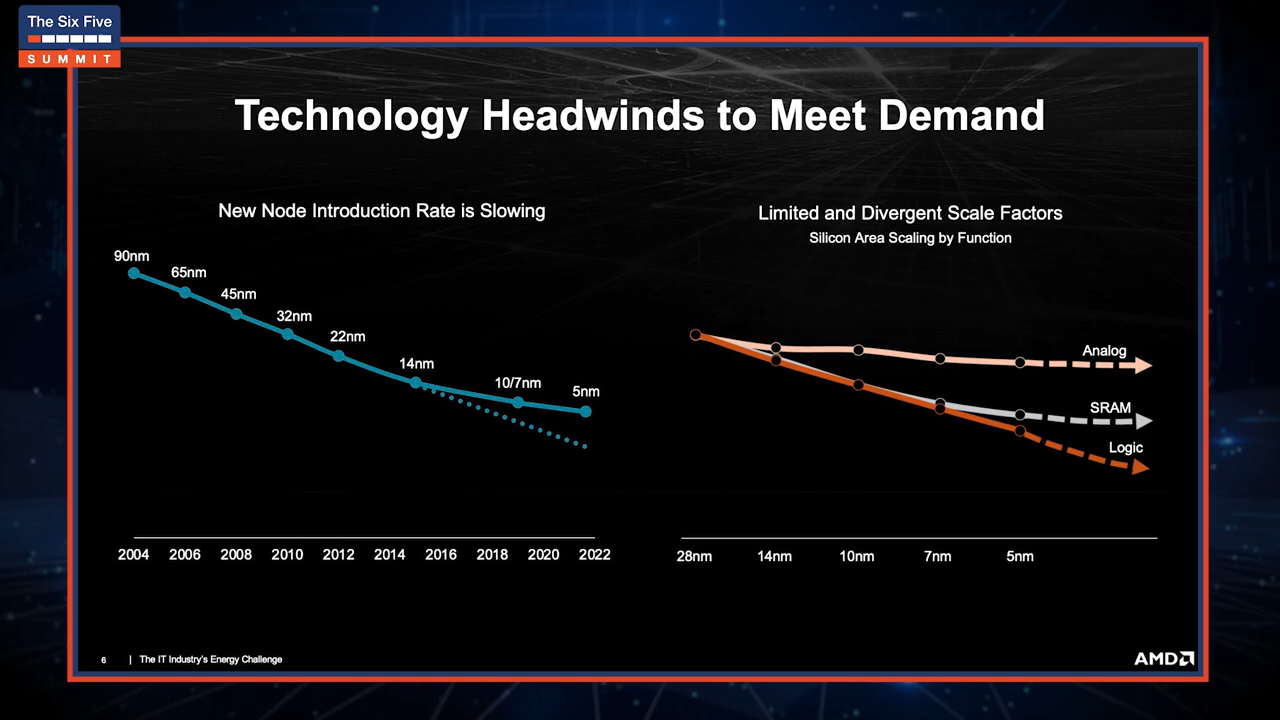 The Six Five
SUMMIT
Technology Headwinds to Meet Demand
New Node Introduction Rate is Slowing
90nm
65nm
45nm
32nm
22nm
14nm
10/7nm
5nm
2004 2006 2008 2010 2012 2014 2016 2018 2020 2022
Limited and Divergent Scale Factors
Silicon Area Scaling by Function
Analog
SRAM
Logic
28nm 14nm 10nm 7nm 5nm
6 | The IT Industry's Energy Challenge
AMD